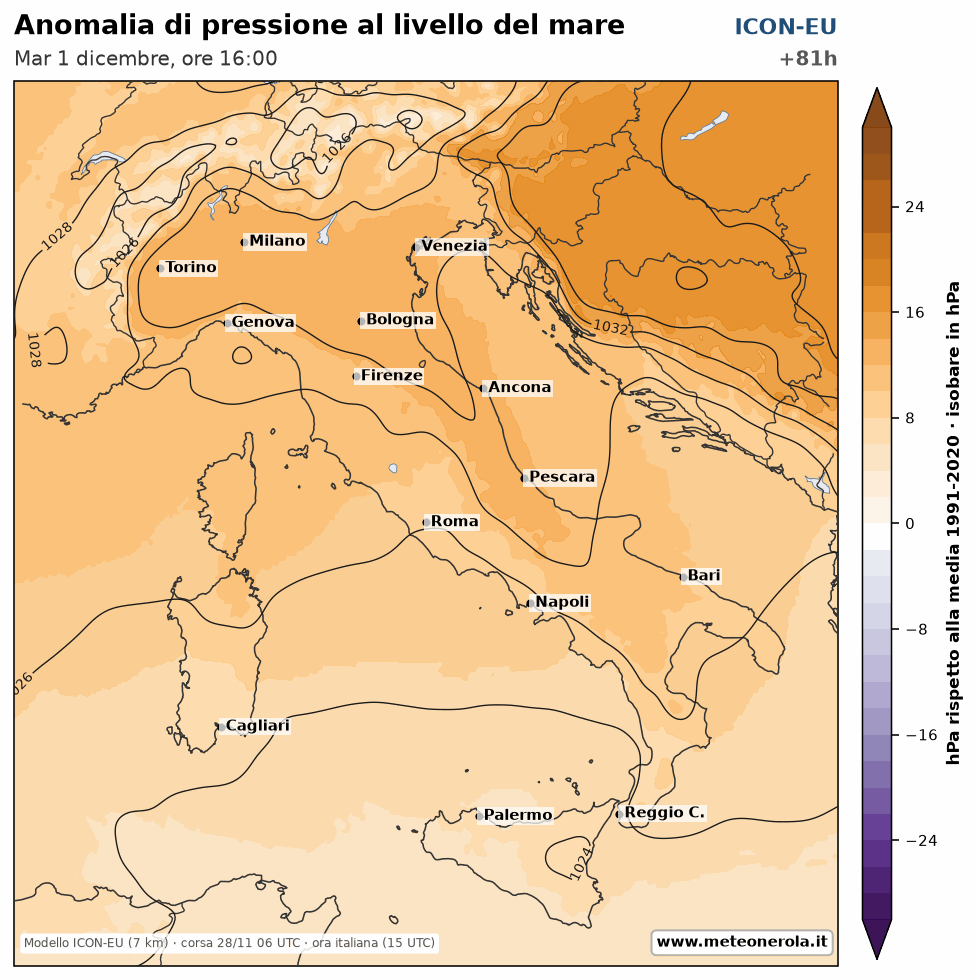 Anomalia di pressione al livello del mare
ICON-EU
Mar 1 dicembre, ore 16:00
+81h
1026
1028
1026
Milano
Venezia
Torino
Genova
Bologna
1032
1028
Firenze
Ancona
Pescara
Roma
Bari
Napoli
026
Cagliari
Palermo
Reggio C.
1024
Modello ICON-EU (7 km) · corsa 28/11 06 UTC · ora italiana (15 UTC)
www.meteonerola.it
24
16
8
0
−8
−16
−24
hPa rispetto alla media 1991-2020 · isobare in hPa